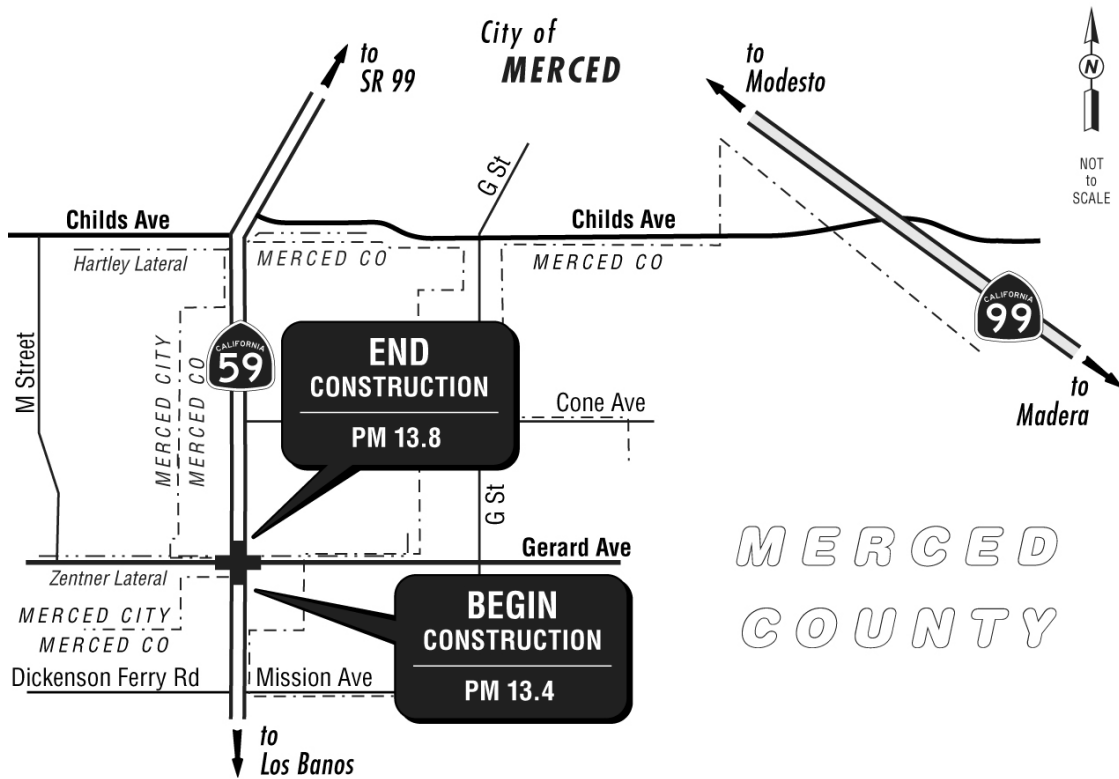 City of
MERCED
to
SR 99
to
Modesto
N
NOT
to
SCALE
G St
Childs Ave
Childs Ave
Hartley Lateral
MERCED CO
MERCED CO
CALIFORNIA
99
to
Madera
M Street
MERCED CITY
MERCED CO
CALIFORNIA
59
END
CONSTRUCTION
PM 13.8
Cone Ave
G St
Gerard Ave
Zentner Lateral
MERCED CITY
MERCED CO
BEGIN
CONSTRUCTION
PM 13.4
MERCED
COUNTY
Dickenson Ferry Rd
Mission Ave
to
Los Banos